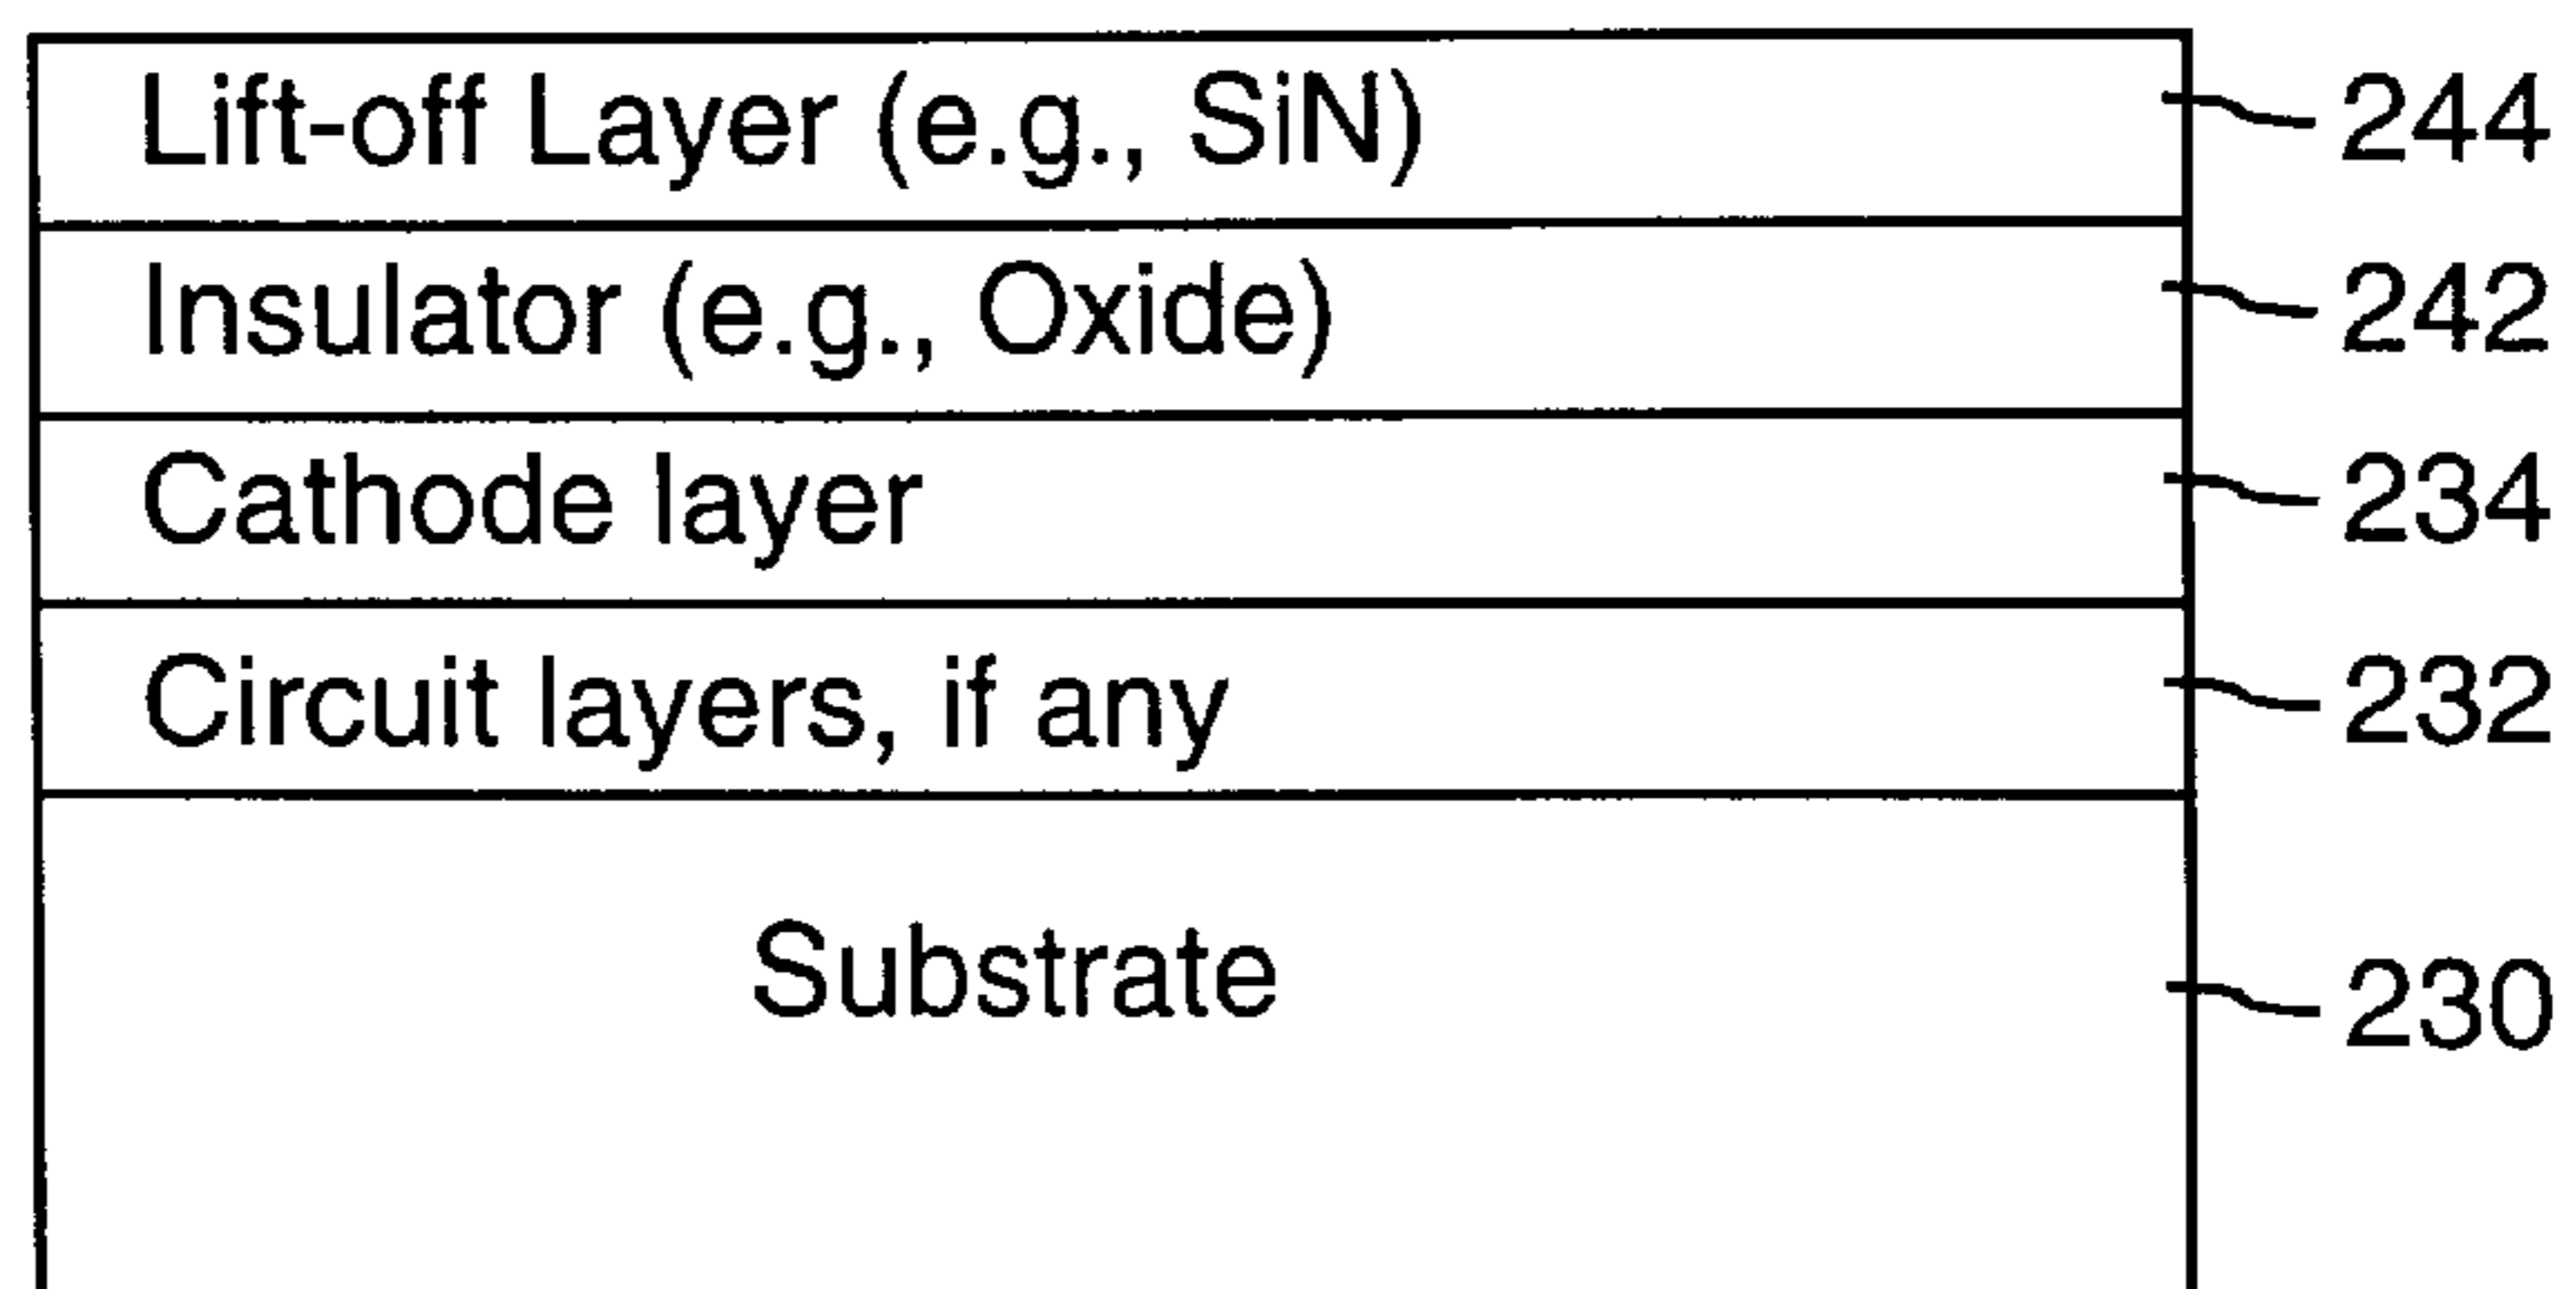 Lift-off Layer (e.g., SiN) 244
Insulator (e.g., Oxide) 242
Cathode layer 234
Circuit layers, if any 232
Substrate 230